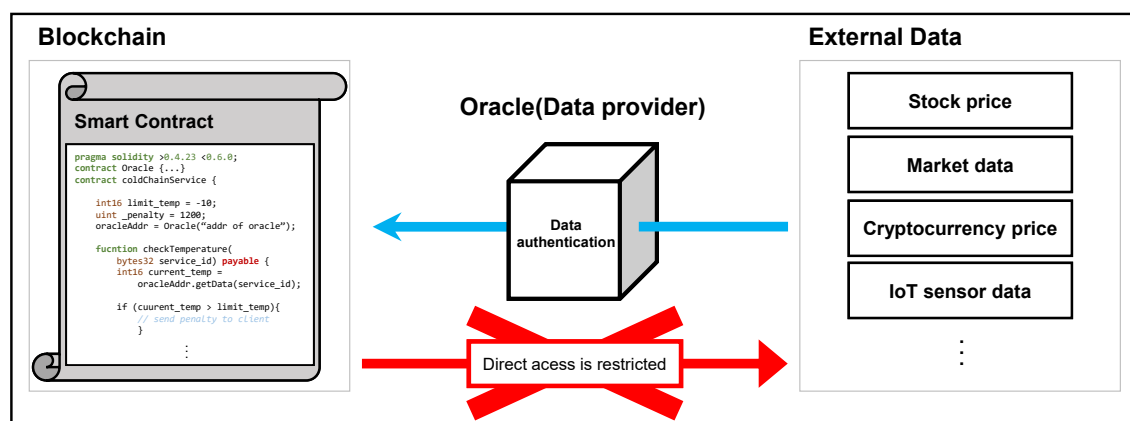 Blockchain
Smart Contract
pragma solidity >0.4.23 <0.6.0;
contract Oracle {...}
contract coldChainService {
int16 limit_temp = -10;
uint _penalty = 1200;
oracleAddr = Oracle(“addr of oracle”);
fucntion checkTemperature(
bytes32 service_id) payable {
int16 current_temp =
oracleAddr.getData(service_id);
if (cuurent_temp > limit_temp){
// send penalty to client
}
⋮
Oracle(Data provider)
Data
authentication
Direct acess is restricted
External Data
Stock price
Market data
Cryptocurrency price
IoT sensor data
⋮